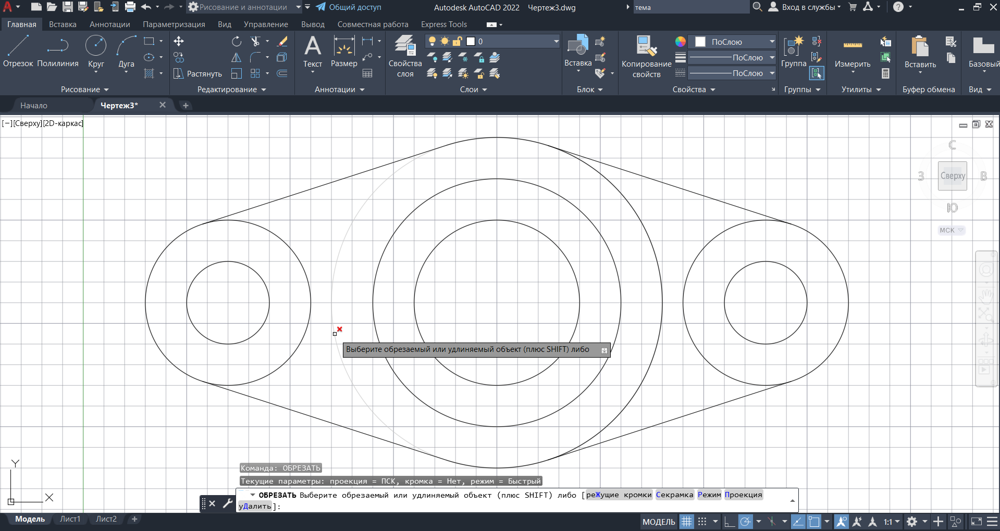 Рисование и аннотации
Общий доступ
Autodesk AutoCAD 2022 Чертеж3.dwg
тема
Вход в службы
Главная Вставка Аннотации Параметризация Вид Управление Вывод Совместная работа Express Tools
Отрезок Полилиния Круг Дуга
Рисование
Растянуть
Редактирование
Текст Размер
Аннотации
Свойства слоя
0
Слои
Вставка
Блок
Копирование свойств
ПоСлою
ПоСлою
ПоСлою
Свойства
Группа
Группы
Измерить
Утилиты
Вставить
Буфер обмена
Базовый
Вид
Начало
Чертеж3*
[−][Сверху][2D-каркас]
С
З Сверху В
Ю
МСК
Выберите обрезаемый или удлиняемый объект (плюс SHIFT) либо
Y
X
Команда: ОБРЕЗАТЬ
Текущие параметры: проекция = ПСК, кромка = Нет, режим = Быстрый
ОБРЕЗАТЬ Выберите обрезаемый или удлиняемый объект (плюс SHIFT) либо [реЖущие кромки Секрамка Режим Проекция
уДалить]:
Модель Лист1 Лист2
МОДЕЛЬ
1:1